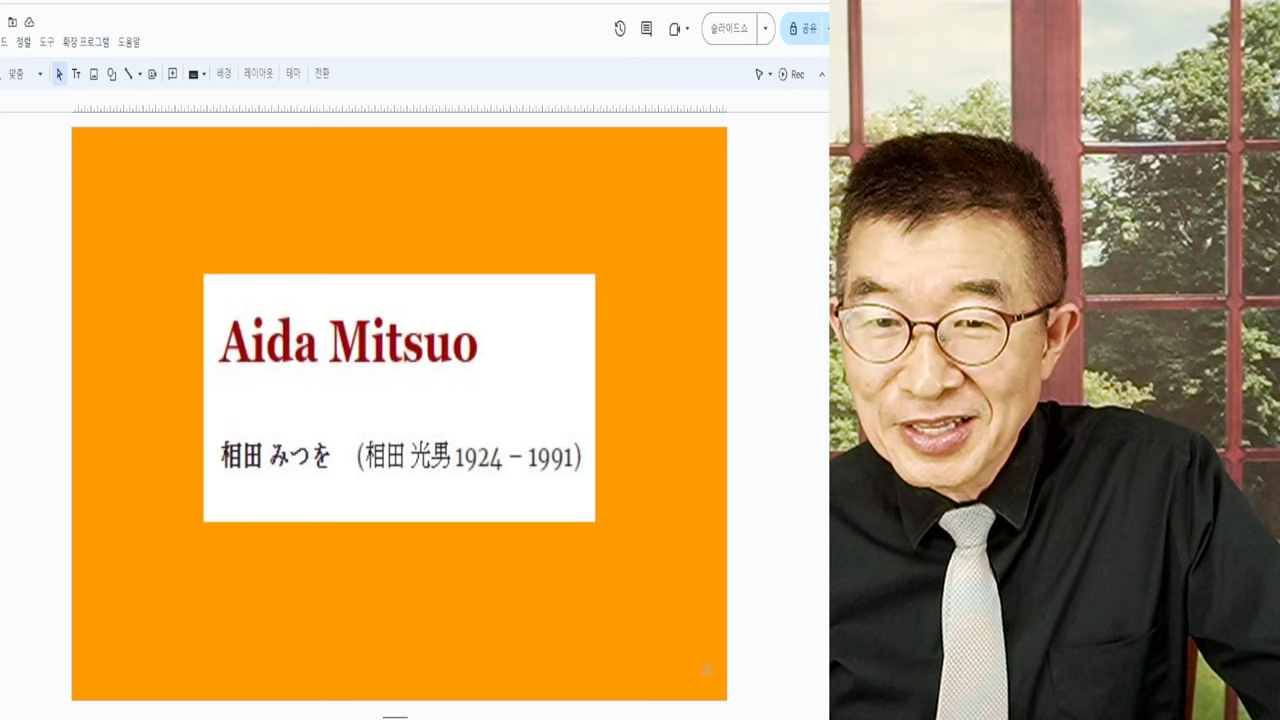 정렬 도구 확장 프로그램 도움말
슬라이드쇼
공유
맞춤
Tт
배경 레이아웃 테마 전환
Rec
Aida Mitsuo
相田 みつを (相田 光男 1924 – 1991)